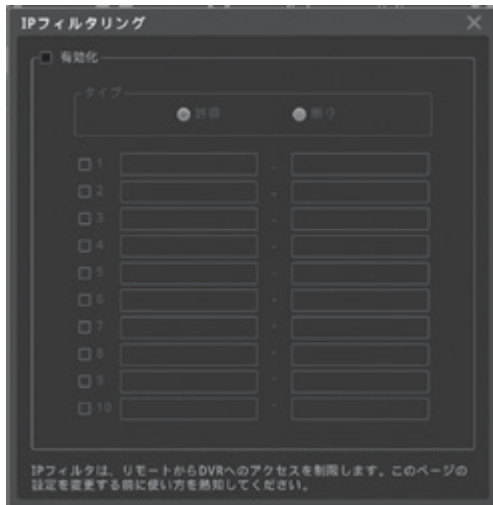 IPフィルタリング
有効化
タイプ
許容 断り
1 -
2 -
3 -
4 -
5 -
6 -
7 -
8 -
9 -
10 -
IPフィルタは、リモートからDVRへのアクセスを制限します。このページの
設定を変更する前に使い方を熟知してください。